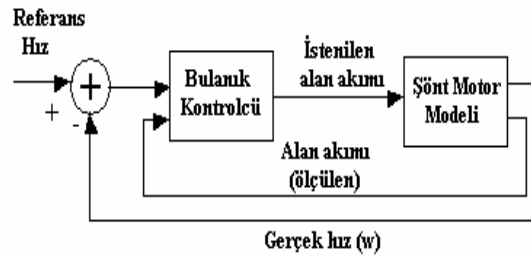 Referans
Hız
+
+
-
Bulanık
Kontrolcü
İstenilen
alan akımı
Şönt Motor
Modeli
Alan akımı
(ölçülen)
Gerçek hız (w)